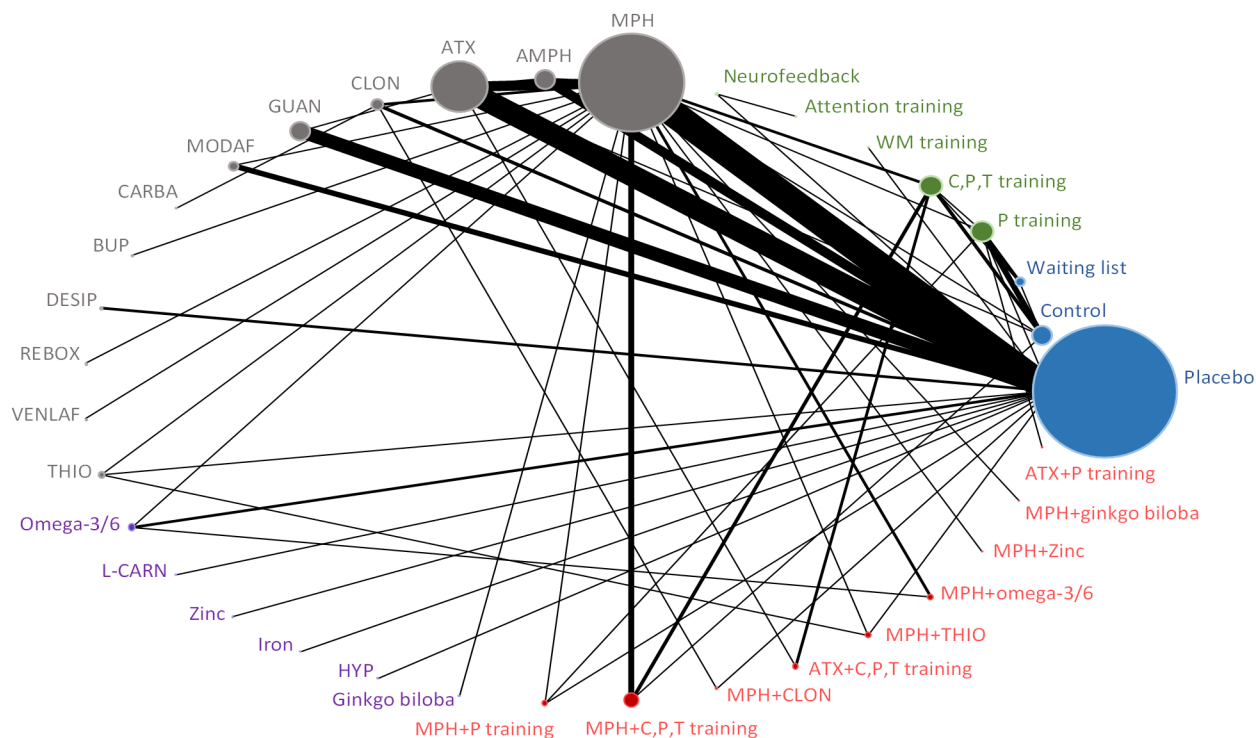 MPH
ATX
AMPH
CLON
GUAN
MODAF
CARBA
BUP
DESIP
REBOX
VENLAF
THIO
Omega-3/6
L-CARN
Zinc
Iron
HYP
Ginkgo biloba
MPH+P training
MPH+C,P,T training
MPH+CLON
ATX+C,P,T training
MPH+THIO
MPH+omega-3/6
MPH+Zinc
MPH+ginkgo biloba
ATX+P training
Placebo
Control
Waiting list
P training
C,P,T training
WM training
Attention training
Neurofeedback